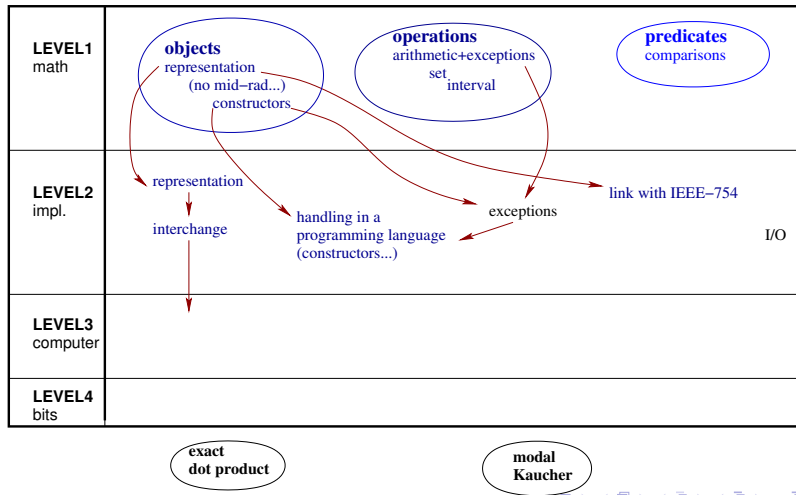 LEVEL1
math
objects
representation
(no mid−rad...)
constructors
operations
arithmetic+exceptions
set
interval
predicates
comparisons
LEVEL2
impl.
representation
interchange
handling in a
programming language
(constructors...)
exceptions
link with IEEE−754
I/O
LEVEL3
computer
LEVEL4
bits
exact
dot product
modal
Kaucher